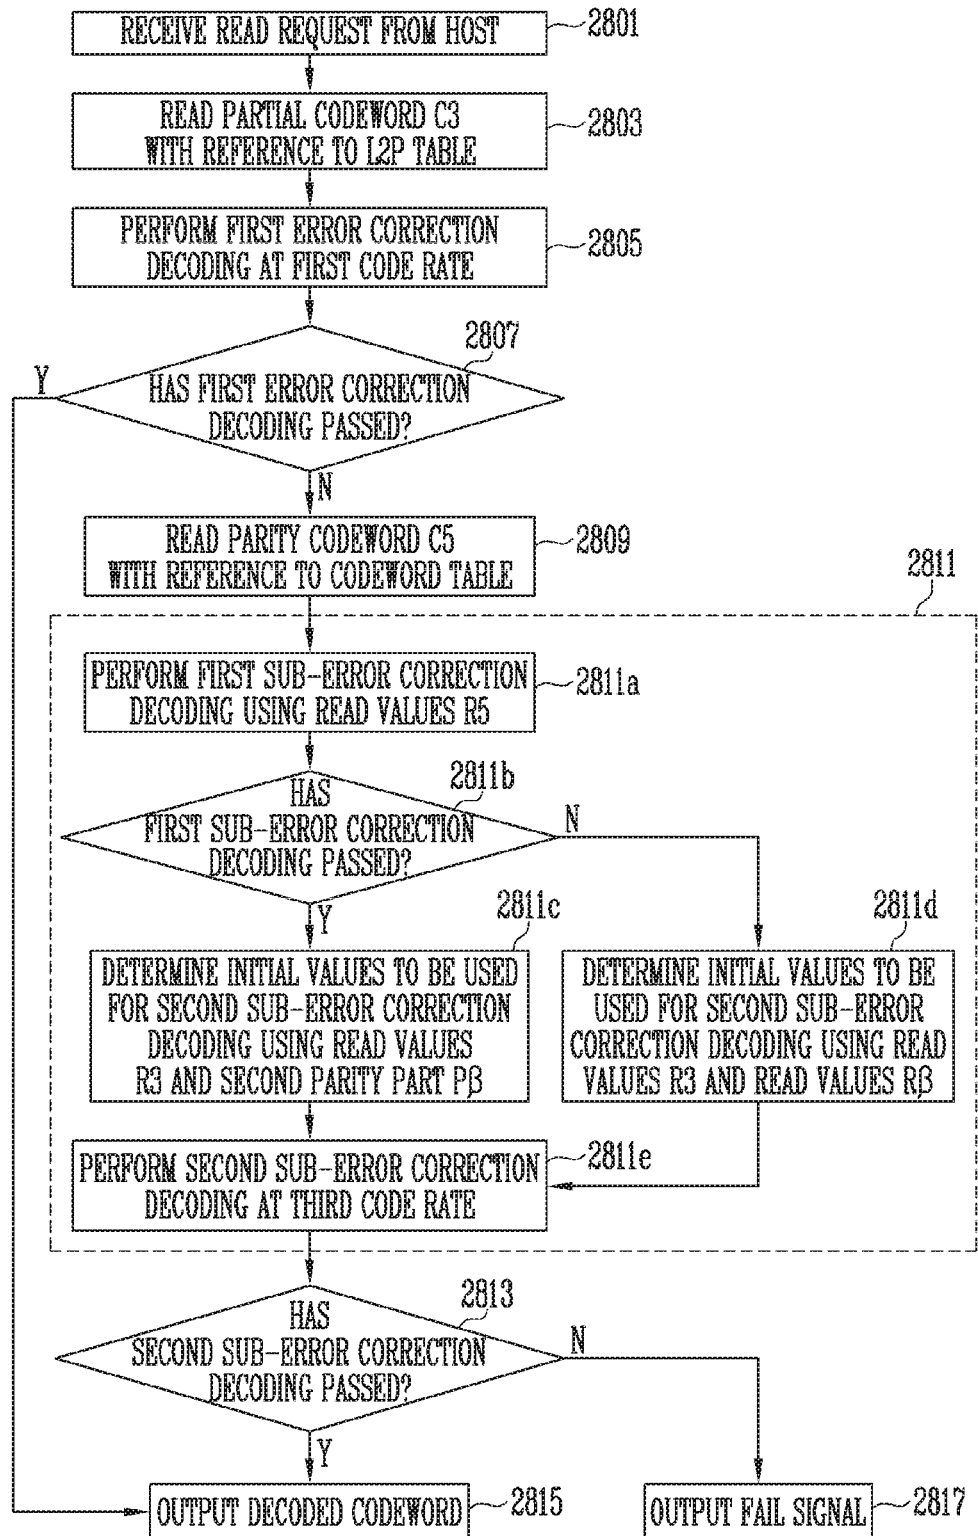 RECEIVE READ REQUEST FROM HOST
2801
READ PARTIAL CODEWORD C3
WITH REFERENCE TO L2P TABLE
2803
PERFORM FIRST ERROR CORRECTION
DECODING AT FIRST CODE RATE
2805
2807
Y
HAS FIRST ERROR CORRECTION
DECODING PASSED?
N
READ PARITY CODEWORD C5
WITH REFERENCE TO CODEWORD TABLE
2809
2811
PERFORM FIRST SUB-ERROR CORRECTION
DECODING USING READ VALUES R5
2811a
2811b
HAS
FIRST SUB-ERROR CORRECTION
DECODING PASSED?
N
Y
2811c
2811d
DETERMINE INITIAL VALUES TO BE USED
FOR SECOND SUB-ERROR CORRECTION
DECODING USING READ VALUES
R3 AND SECOND PARITY PART Pβ
DETERMINE INITIAL VALUES TO BE
USED FOR SECOND SUB-ERROR
CORRECTION DECODING USING READ
VALUES R3 AND READ VALUES Rβ
PERFORM SECOND SUB-ERROR CORRECTION
DECODING AT THIRD CODE RATE
2811e
2813
HAS
SECOND SUB-ERROR CORRECTION
DECODING PASSED?
N
Y
OUTPUT DECODED CODEWORD
2815
OUTPUT FAIL SIGNAL
2817